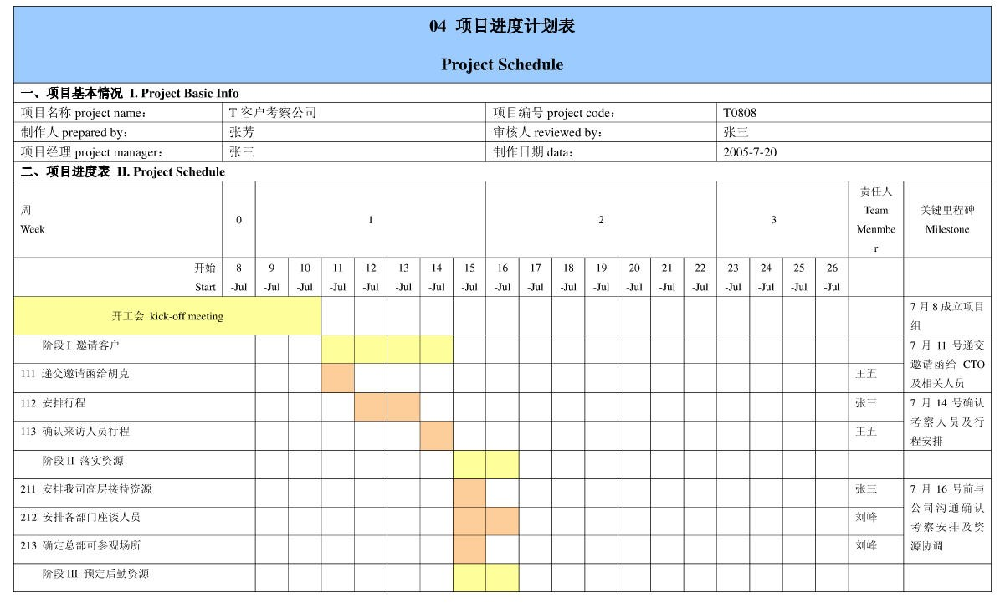 04 项目进度计划表
Project Schedule
一、项目基本情况 I. Project Basic Info
项目名称 project name： T 客户考察公司 项目编号 project code： T0808
制作人 prepared by： 张芳 审核人 reviewed by： 张三
项目经理 project manager： 张三 制作日期 data： 2005-7-20
二、项目进度表 II. Project Schedule
周
Week
0 1 2 3
责任人
Team
Menmbe
r
关键里程碑
Milestone
开始 8 9 10 11 12 13 14 15 16 17 18 19 20 21 22 23 24 25 26
Start -Jul -Jul -Jul -Jul -Jul -Jul -Jul -Jul -Jul -Jul -Jul -Jul -Jul -Jul -Jul -Jul -Jul -Jul -Jul
开工会 kick-off meeting
7 月 8 成立项目
组
阶段 I 邀请客户
111 递交邀请函给胡克 王五
7 月 11 号递交
邀请函给 CTO
及相关人员
112 安排行程 张三
113 确认来访人员行程 王五
7 月 14 号确认
考察人员及行
程安排
阶段 II 落实资源
211 安排我司高层接待资源 张三
212 安排各部门座谈人员 刘峰
213 确定总部可参观场所 刘峰
7 月 16 号前与
公司沟通确认
考察安排及资
源协调
阶段 III 预定后勤资源